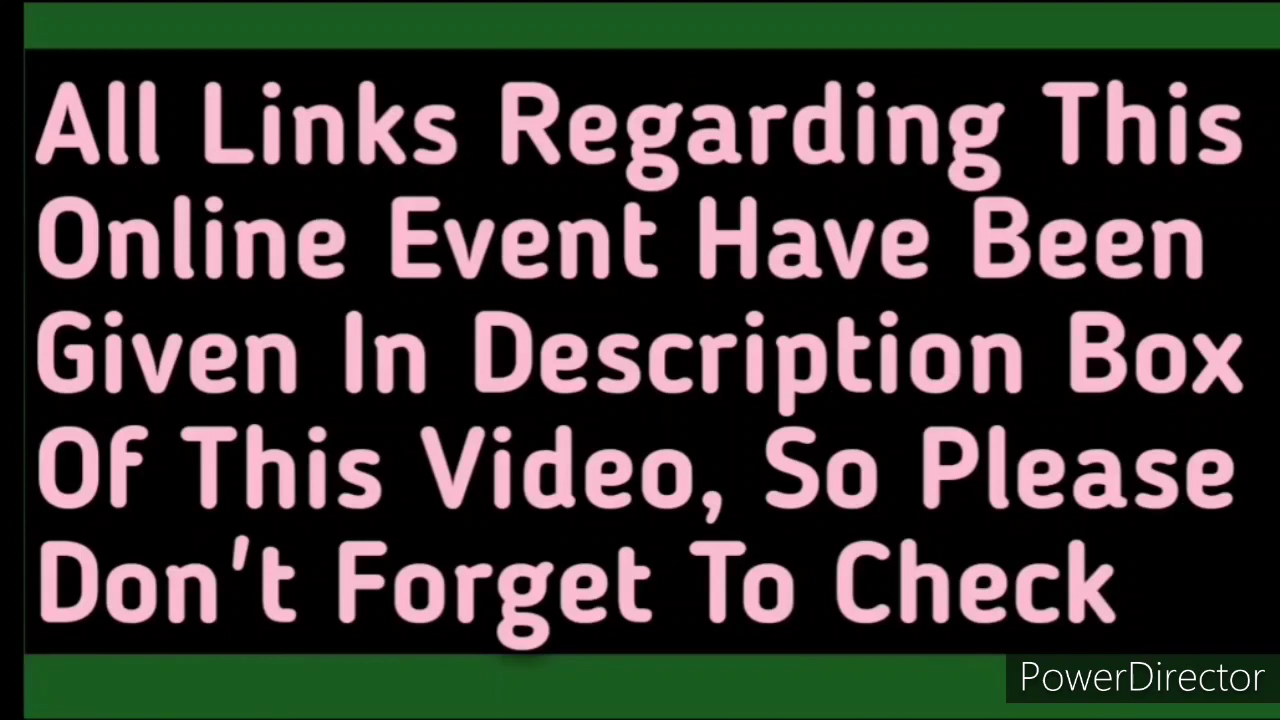 All Links Regarding This
Online Event Have Been
Given In Description Box
Of This Video, So Please
Don't Forget To Check
PowerDirector